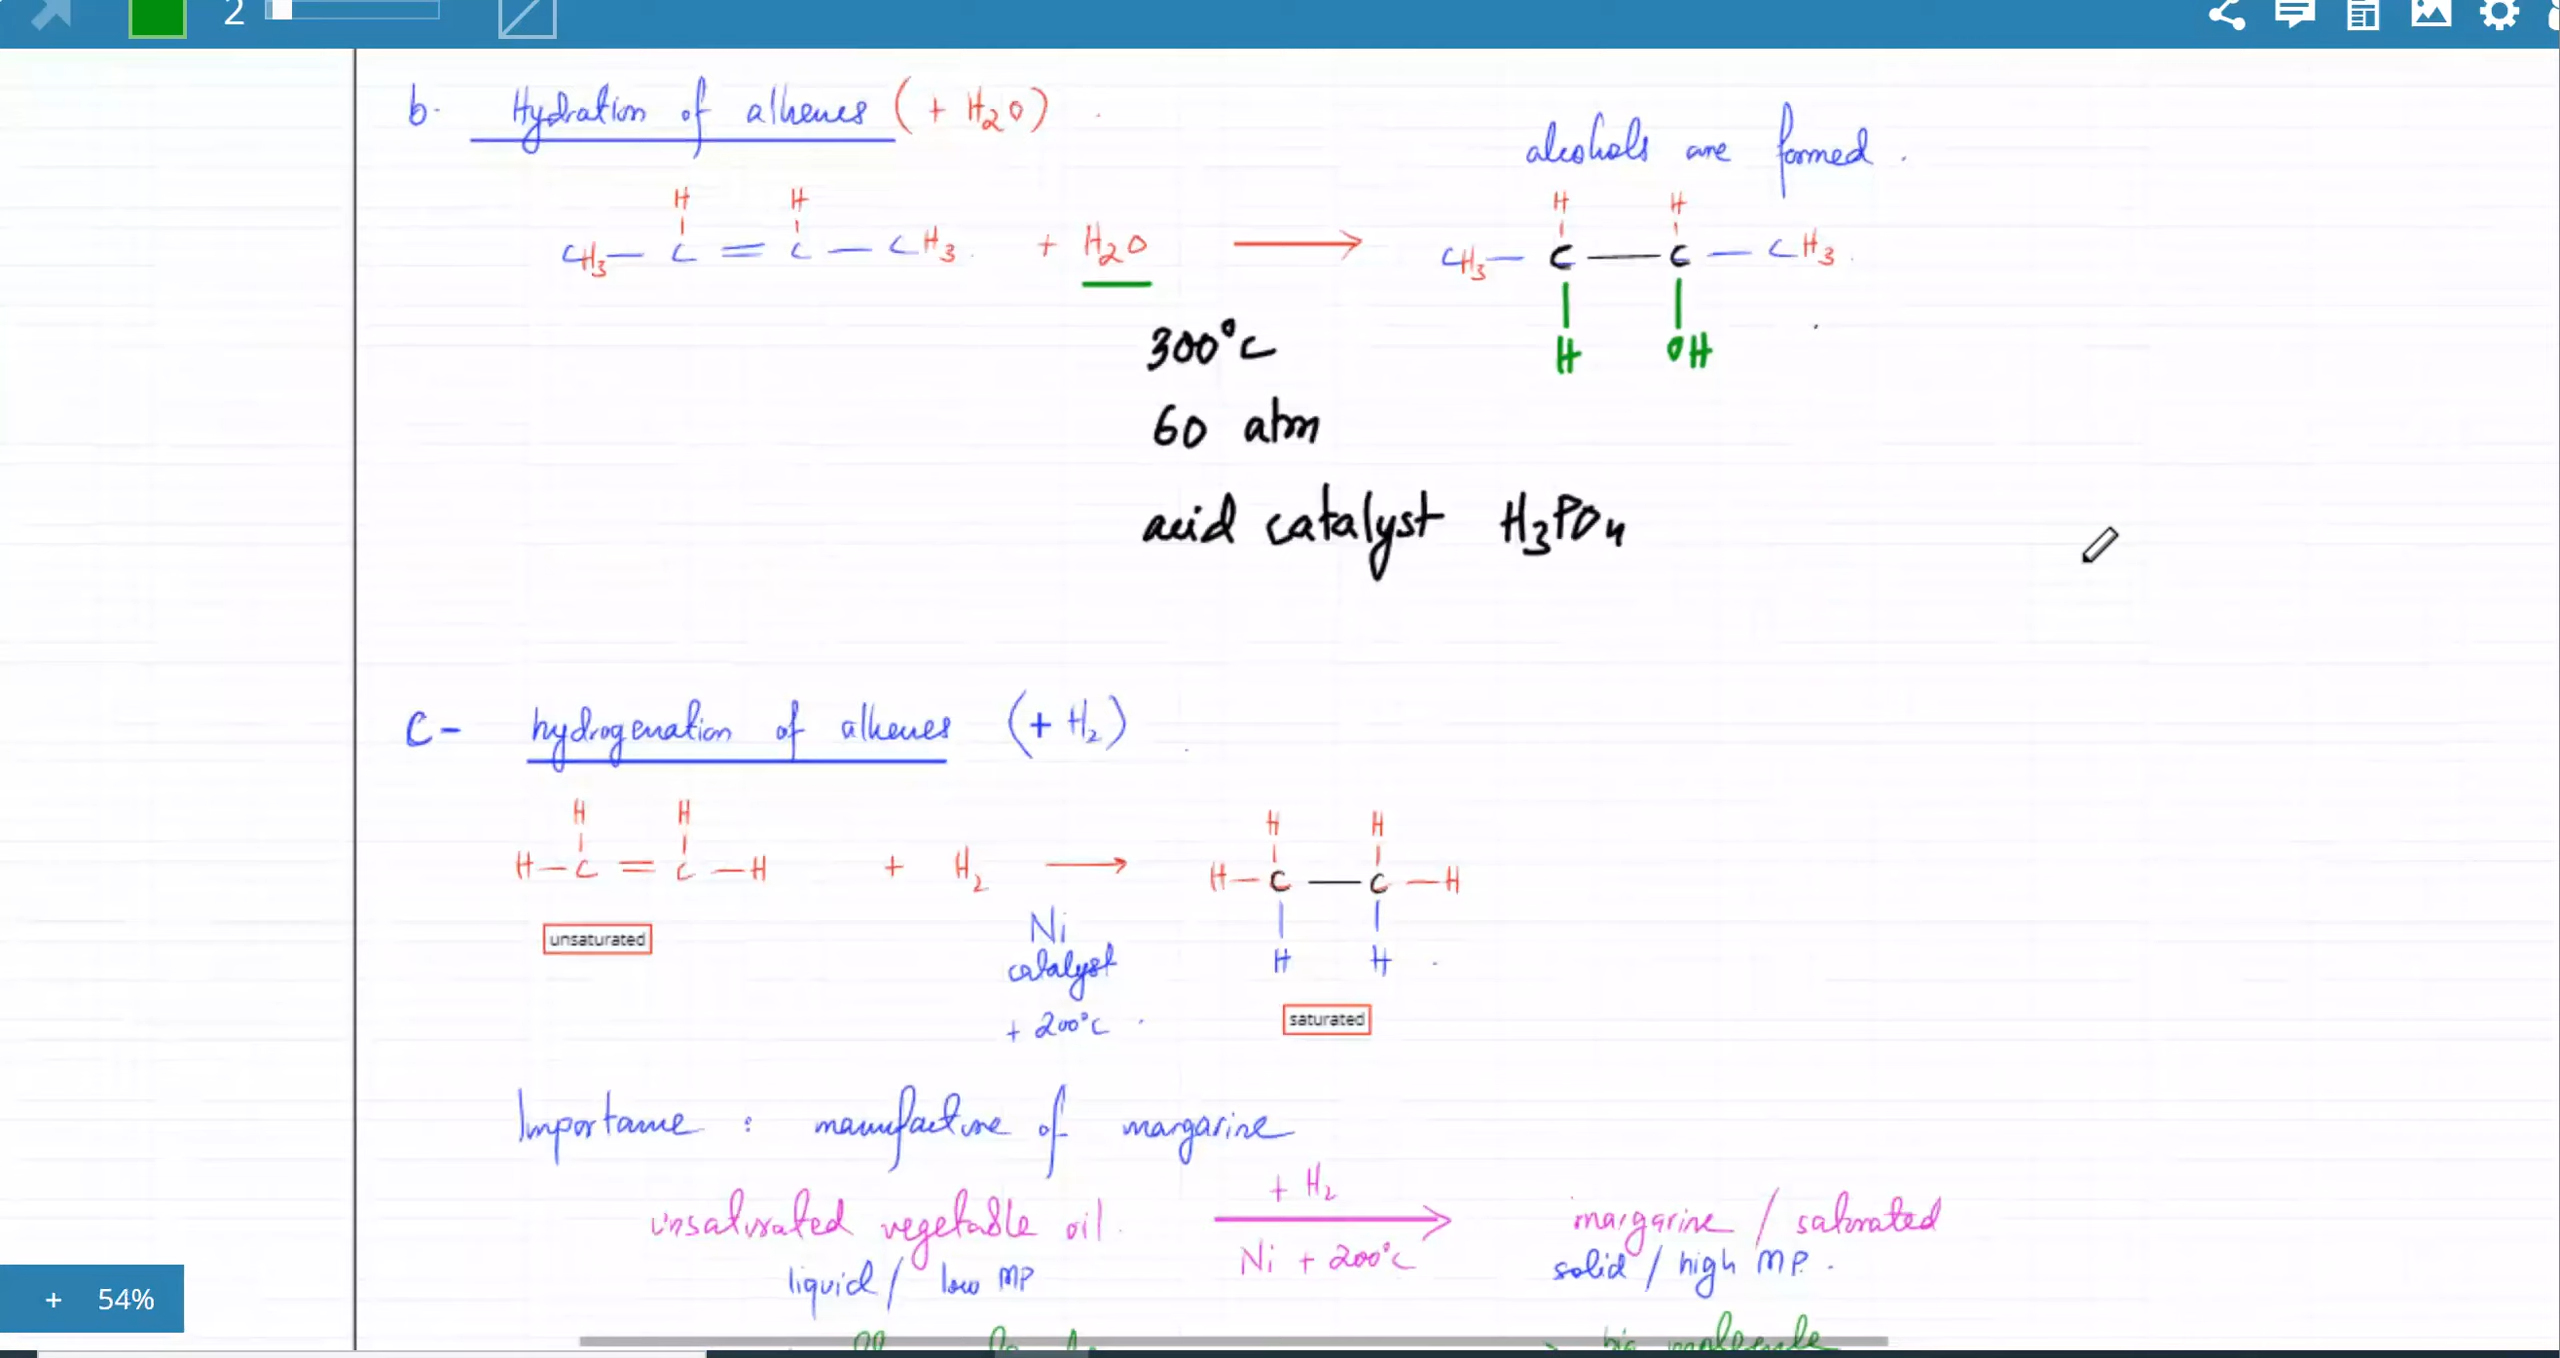 2
b- Hydration of alkenes (+ H2O)
alcohols are formed.
H H H H
CH3 — C = C — CH3 + H2O → CH3 — C — C — CH3
H OH
300°C
60 atm
acid catalyst H3PO4
C- hydrogenation of alkenes (+ H2)
H H H H
H — C = C — H + H2 → H — C — C — H
unsaturated
Ni
catalyst
+ 200°C
H H
saturated
Importance : manufacture of margarine
+ H2
unsaturated vegetable oil. → margarine / saturated
Ni + 200°C
liquid / low MP solid / high MP.
big molecule
+ 54%